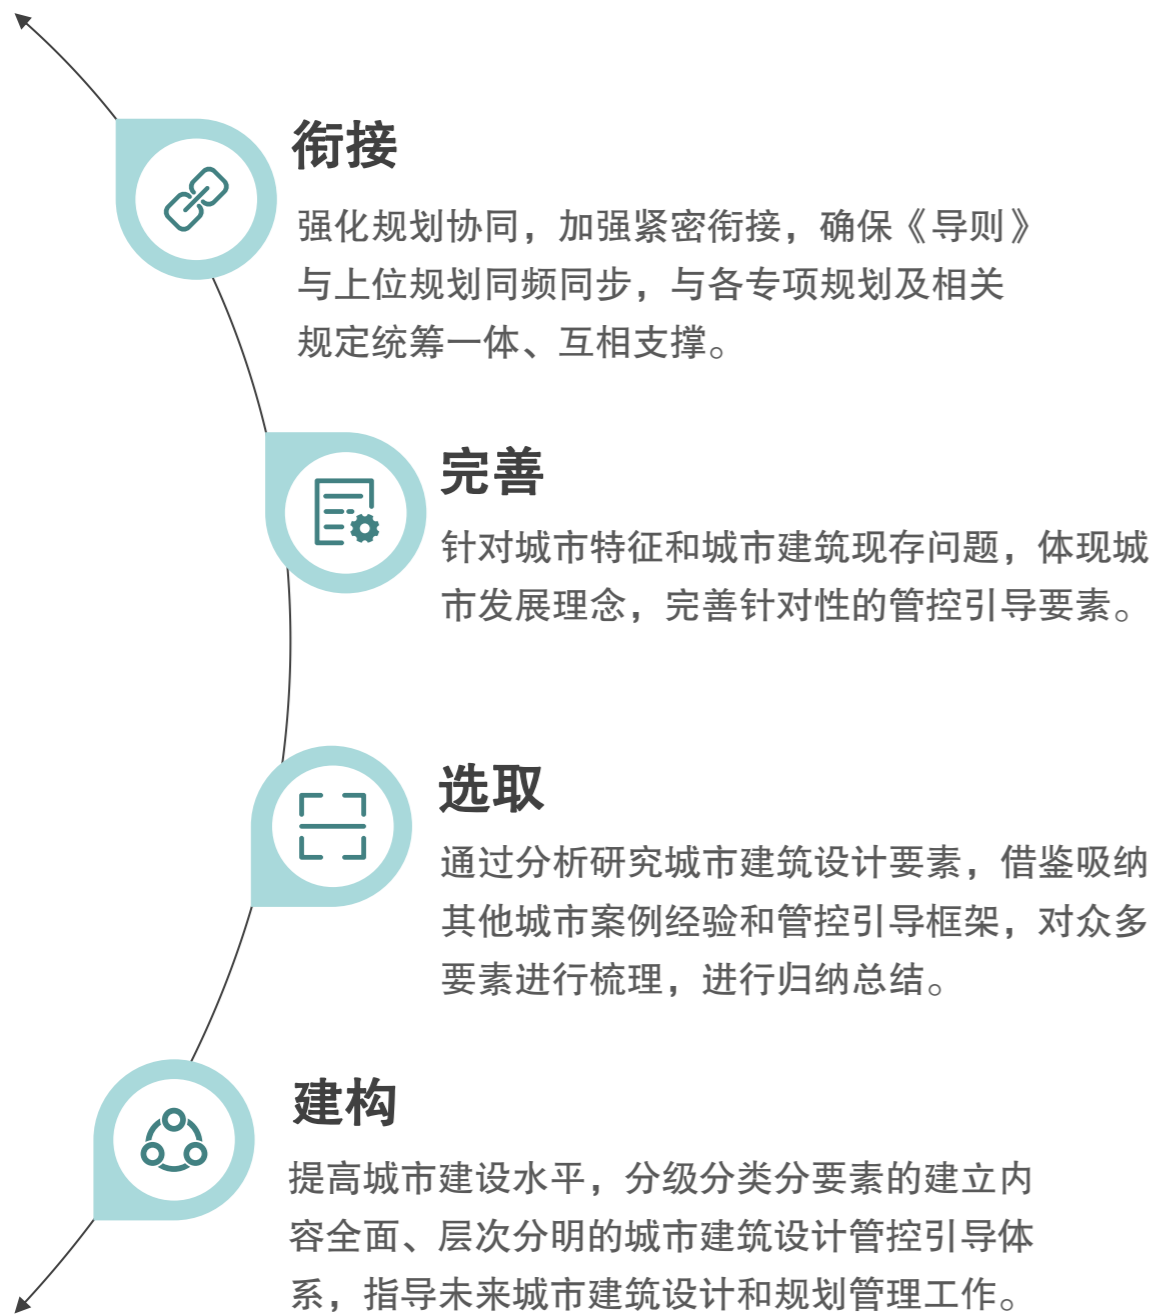 衔接
强化规划协同，加强紧密衔接，确保《导则》
与上位规划同频同步，与各专项规划及相关
规定统筹一体、互相支撑。
完善
针对城市特征和城市建筑现存问题，体现城
市发展理念，完善针对性的管控引导要素。
选取
通过分析研究城市建筑设计要素，借鉴吸纳
其他城市案例经验和管控引导框架，对众多
要素进行梳理，进行归纳总结。
建构
提高城市建设水平，分级分类分要素的建立内
容全面、层次分明的城市建筑设计管控引导体
系，指导未来城市建筑设计和规划管理工作。